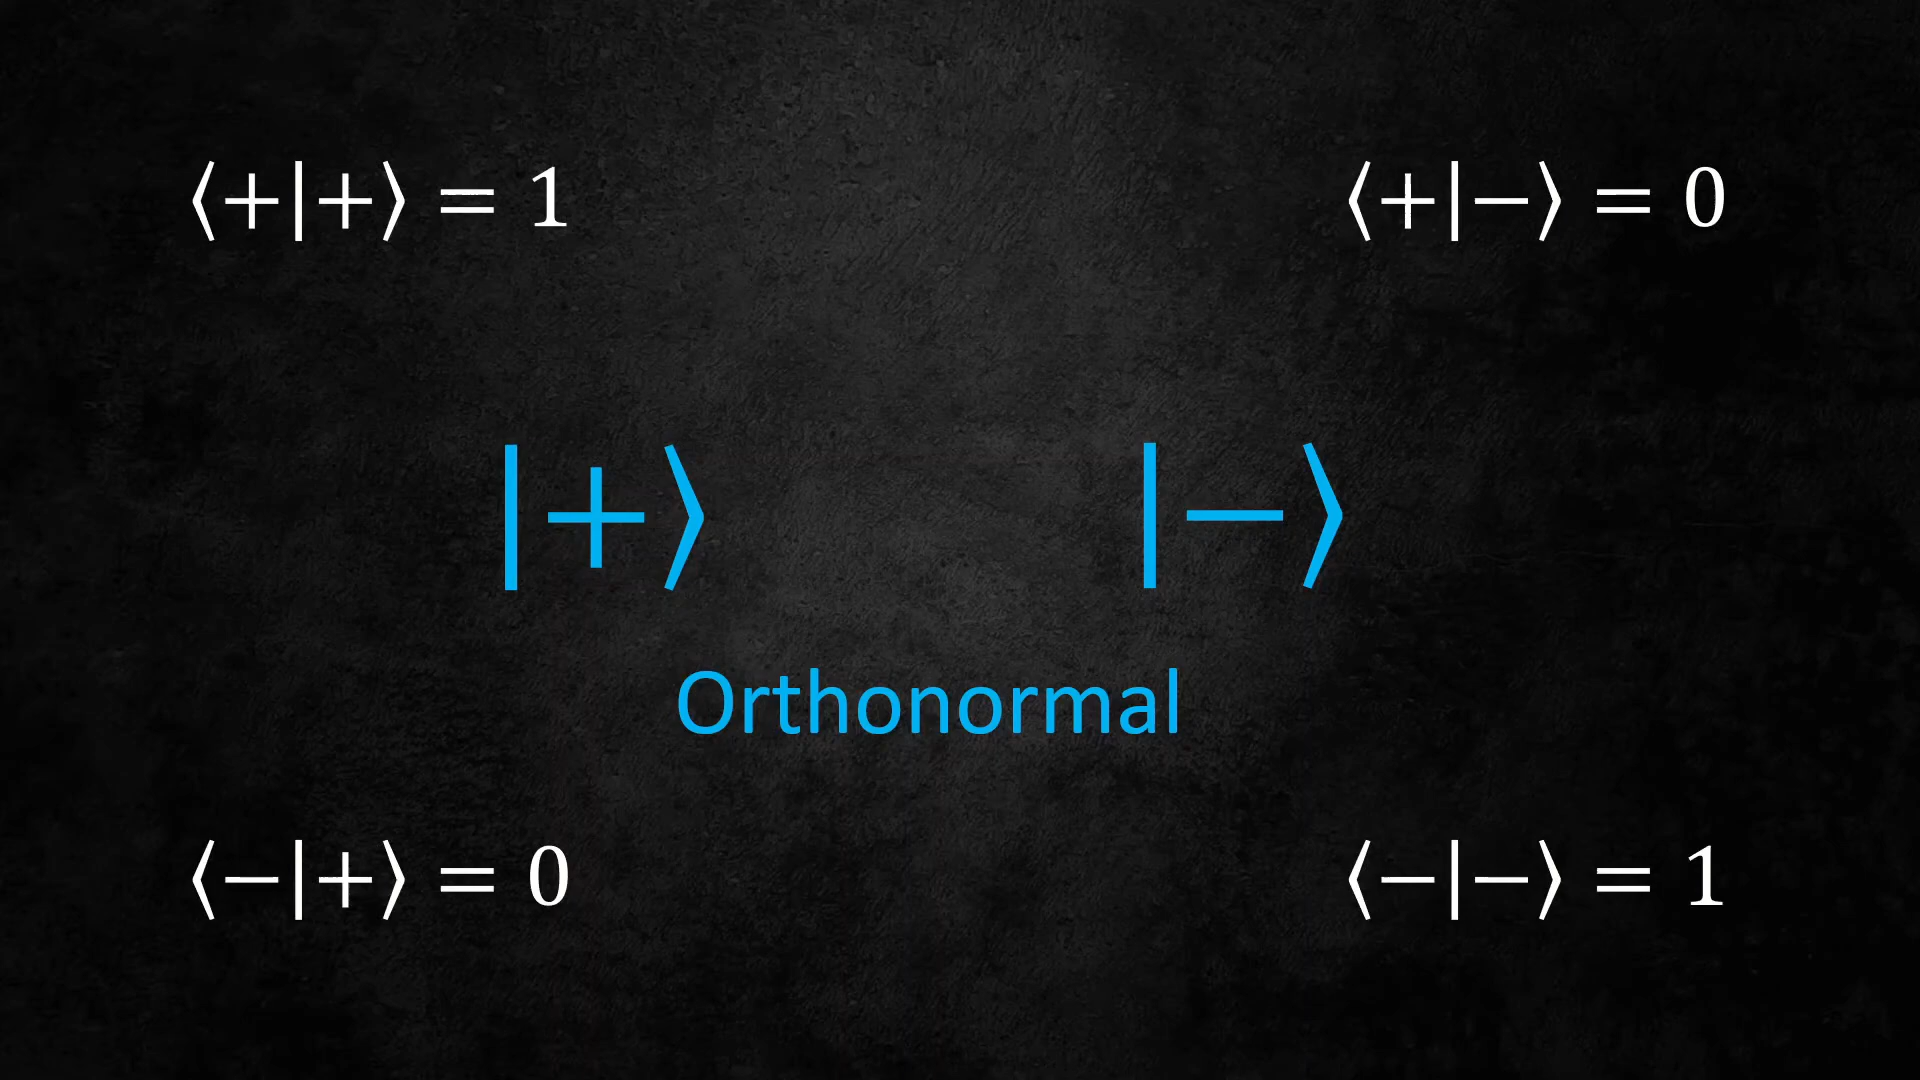 ⟨+|+⟩ = 1
⟨+|−⟩ = 0
|+⟩
|−⟩
Orthonormal
⟨−|+⟩ = 0
⟨−|−⟩ = 1